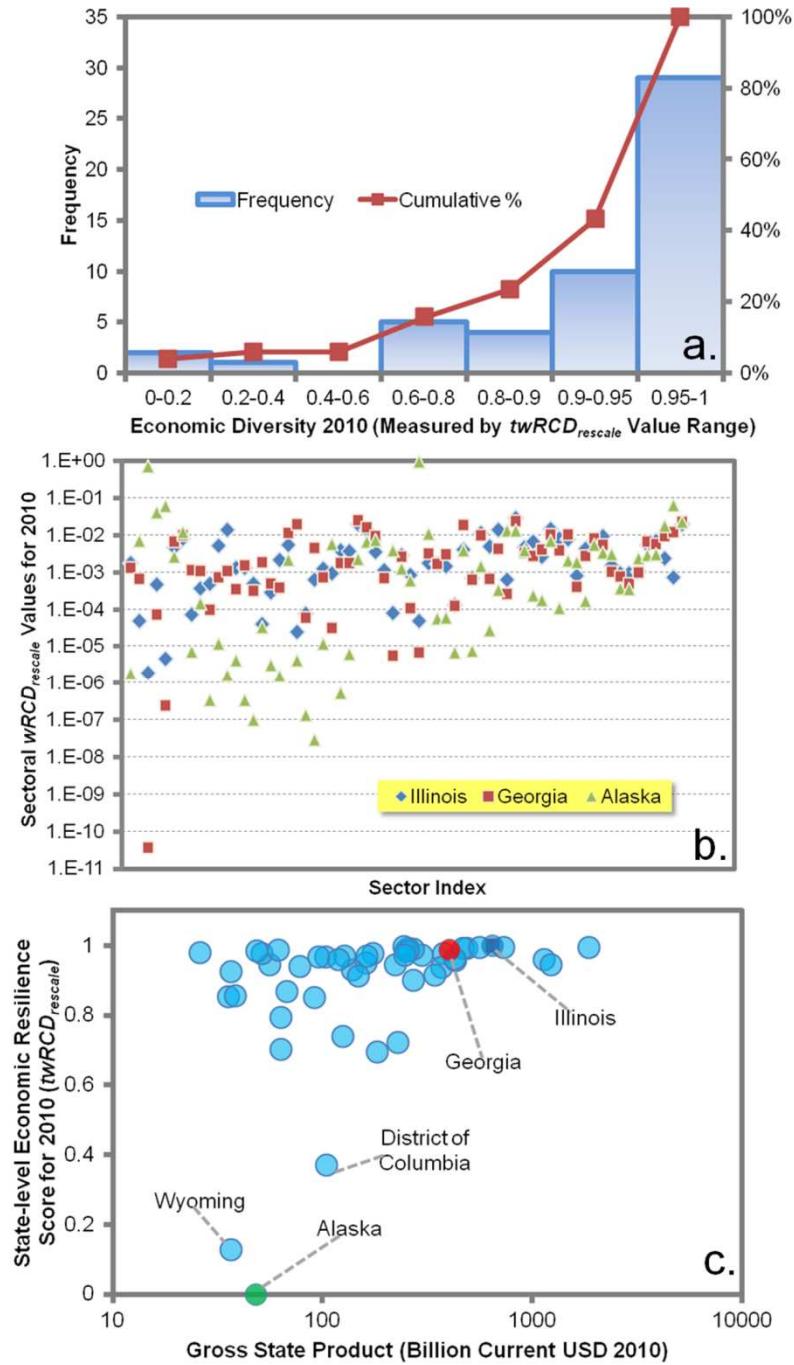 35
30
25
20
15
10
5
0
Frequency
100%
80%
60%
40%
20%
0%
Frequency
Cumulative %
a.
0-0.2 0.2-0.4 0.4-0.6 0.6-0.8 0.8-0.9 0.9-0.95 0.95-1
Economic Diversity 2010 (Measured by twRCDrescale Value Range)
Sectoral wRCDrescale Values for 2010
1.E+00
1.E-01
1.E-02
1.E-03
1.E-04
1.E-05
1.E-06
1.E-07
1.E-08
1.E-09
1.E-10
1.E-11
Illinois Georgia Alaska
b.
Sector Index
State-level Economic Resilience
Score for 2010 (twRCDrescale)
1
0.8
0.6
0.4
0.2
0
Illinois
Georgia
District of
Columbia
Wyoming
Alaska
c.
10 100 1000 10000
Gross State Product (Billion Current USD 2010)